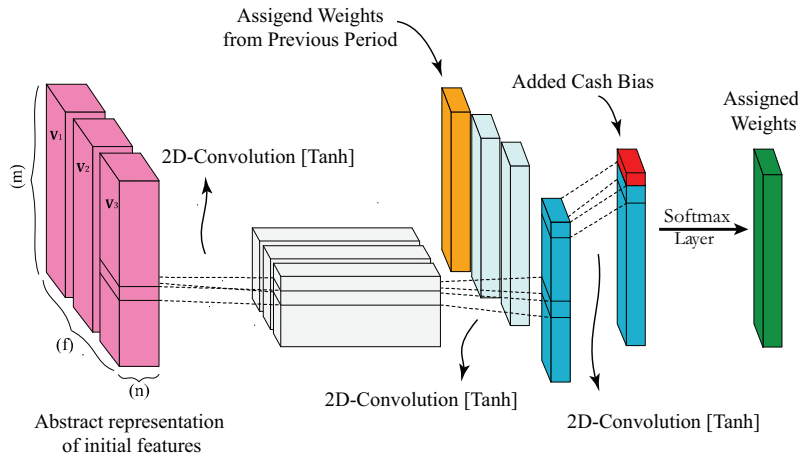 Assigend Weights
from Previous Period
Added Cash Bias
Assigned
Weights
v₁
v₂
v₃
2D-Convolution [Tanh]
(m)
Softmax
Layer
(f)
(n)
2D-Convolution [Tanh]
2D-Convolution [Tanh]
Abstract representation
of initial features